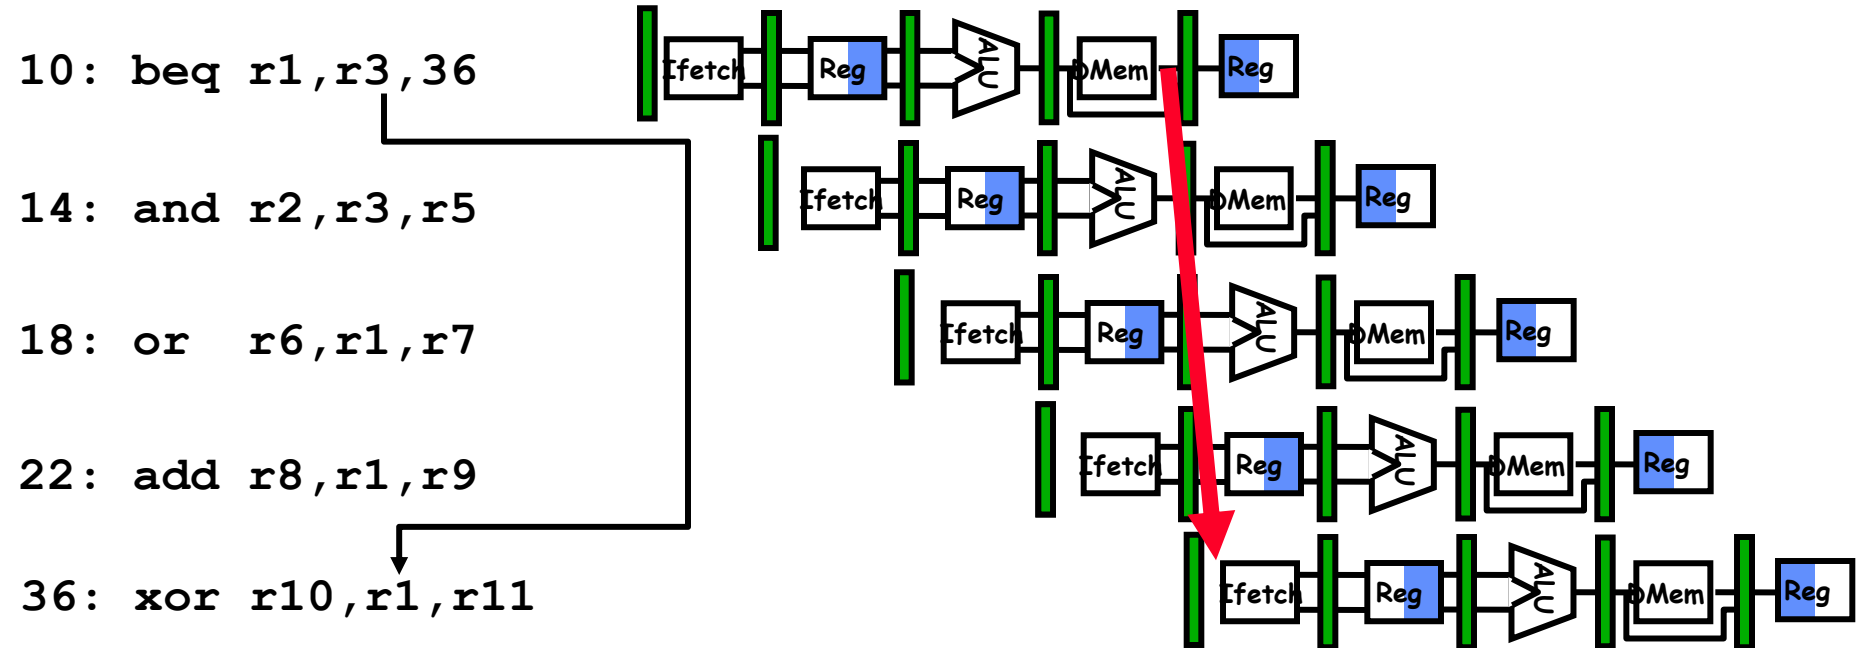 10: beq r1,r3,36 Ifetch Reg ALU DMem Reg
14: and r2,r3,r5 Ifetch Reg ALU DMem Reg
18: or  r6,r1,r7 Ifetch Reg ALU DMem Reg
22: add r8,r1,r9 Ifetch Reg ALU DMem Reg
36: xor r10,r1,r11 Ifetch Reg ALU DMem Reg